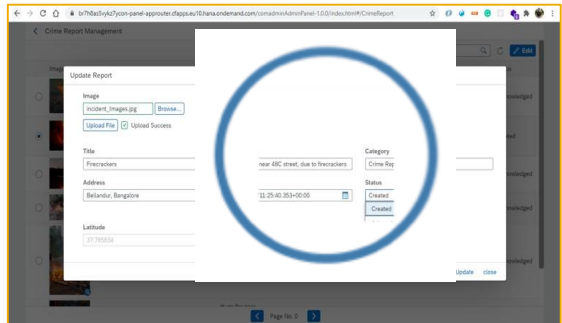 br7h8as5vykz7ycon-panel-approuter.cfapps.eu10.hana.ondemand.com/comadminAdminPanel-1.0.0/index.html#/CrimeReport
Crime Report Management
Edit
Update Report
Image
incident_Images.jpg Browse...
Upload File Upload Success
Title
Firecrackers
near 48C street, due to firecrackers
Category
Crime Rep
Address
Bellandur, Bangalore
11:25:40.353+00:00
Status
Created
Created
Latitude
37.785834
Update close
Page No. 0